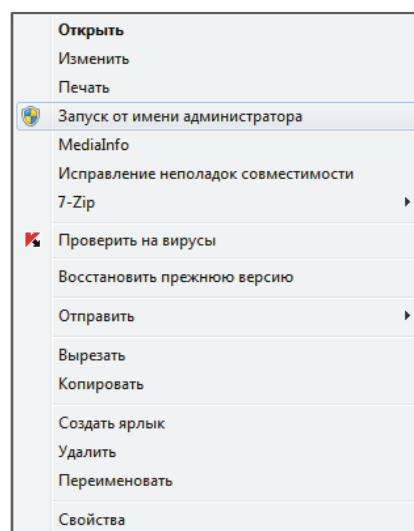 Открыть
Изменить
Печать
Запуск от имени администратора
MediaInfo
Исправление неполадок совместимости
7-Zip
Проверить на вирусы
Восстановить прежнюю версию
Отправить
Вырезать
Копировать
Создать ярлык
Удалить
Переименовать
Свойства